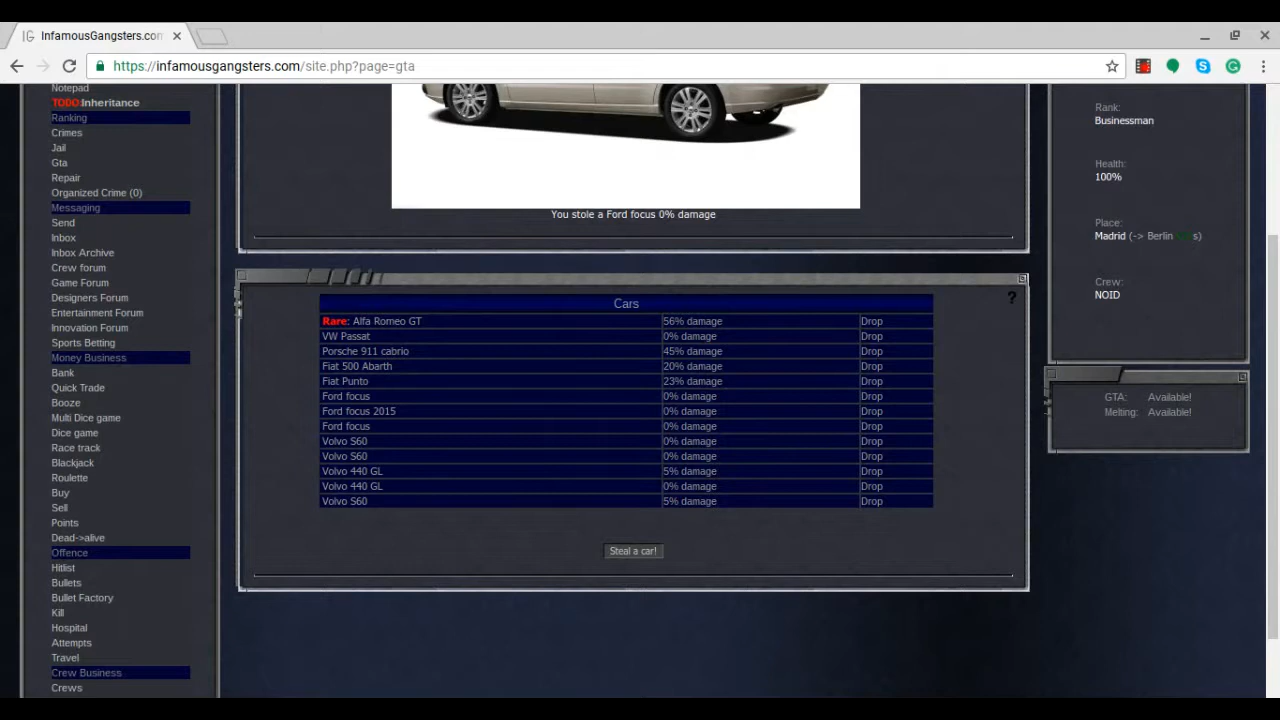 InfamousGangsters.com
https://infamousgangsters.com/site.php?page=gta
Notepad
TODO:Inheritance
Ranking
Crimes
Jail
Gta
Repair
Organized Crime (0)
Messaging
Send
Inbox
Inbox Archive
Crew forum
Game Forum
Designers Forum
Entertainment Forum
Innovation Forum
Sports Betting
Money Business
Bank
Quick Trade
Booze
Multi Dice game
Dice game
Race track
Blackjack
Roulette
Buy
Sell
Points
Dead->alive
Offence
Hitlist
Bullets
Bullet Factory
Kill
Hospital
Attempts
Travel
Crew Business
Crews
You stole a Ford focus 0% damage
?
Cars
Rare: Alfa Romeo GT 56% damage Drop
VW Passat 0% damage Drop
Porsche 911 cabrio 45% damage Drop
Fiat 500 Abarth 20% damage Drop
Fiat Punto 23% damage Drop
Ford focus 0% damage Drop
Ford focus 2015 0% damage Drop
Ford focus 0% damage Drop
Volvo S60 0% damage Drop
Volvo S60 0% damage Drop
Volvo 440 GL 5% damage Drop
Volvo 440 GL 0% damage Drop
Volvo S60 5% damage Drop
Steal a car!
Rank:
Businessman
Health:
100%
Place:
Madrid (-> Berlin s)
Crew:
NOID
GTA: Available!
Melting: Available!